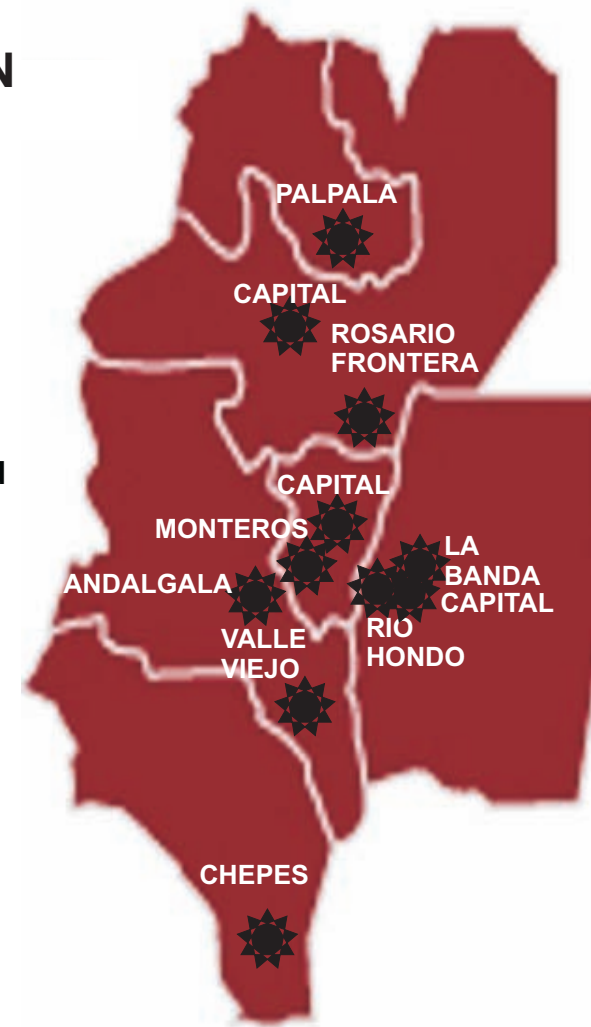 N
PALPALA
CAPITAL
ROSARIO
FRONTERA
CAPITAL
MONTEROS
ANDALGALA
LA
BANDA
CAPITAL
RIO
HONDO
VALLE
VIEJO
CHEPES